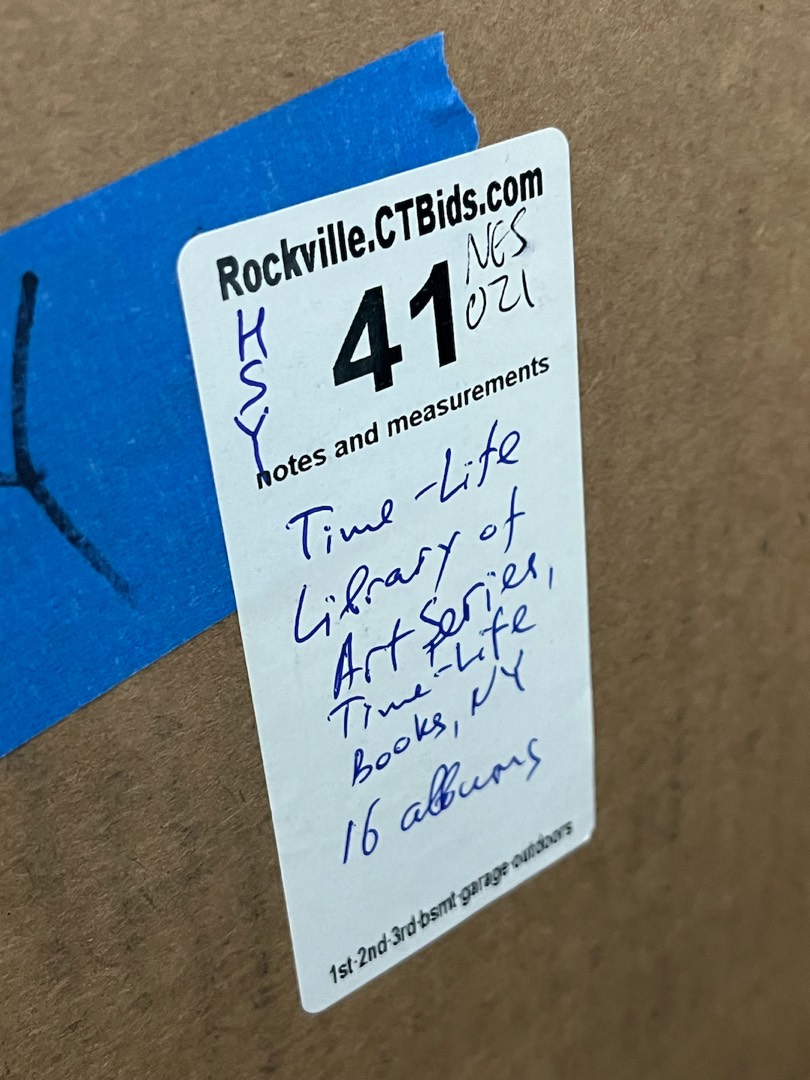 Rockville.CTBids.com
HSY
41
NES
021
notes and measurements
Time-Life
Library of
Art Series,
Time-Life
Books, NY
16 albums
1st-2nd-3rd-bsmt-garage-outdoors